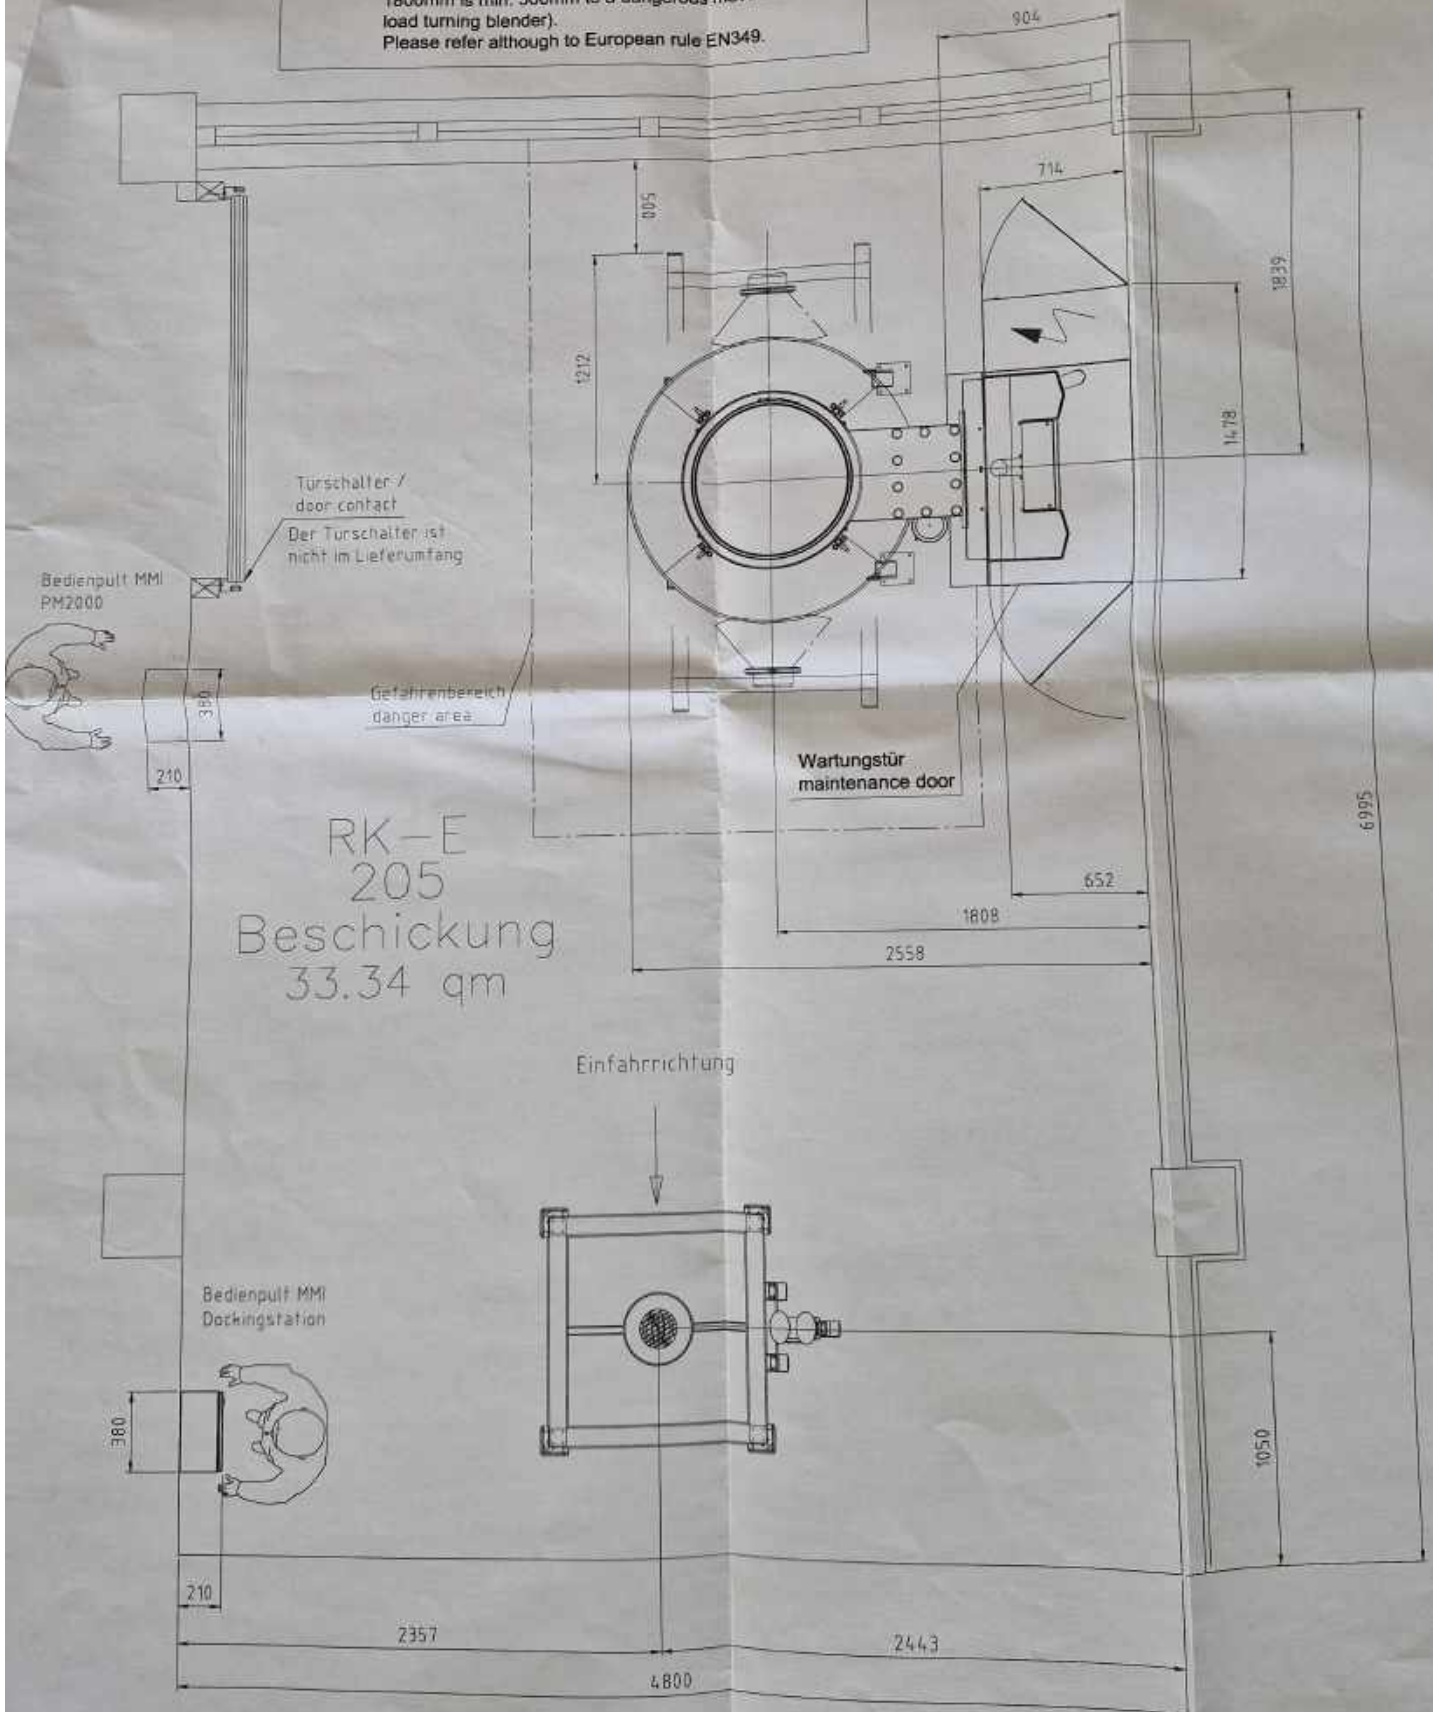 load turning blender).
Please refer although to European rule EN349.
904
714
500
1839
1212
1478
Türschalter /
door contact
Der Türschalter ist
nicht im Lieferumfang
Bedienpult MMI
PM2000
380
210
Gefahrenbereich
danger area
Wartungstür
maintenance door
6995
RK-E
205
Beschickung
33.34 qm
652
1808
2558
Einfahrrichtung
Bedienpult MMI
Dockingstation
380
1050
210
2357
2443
4800